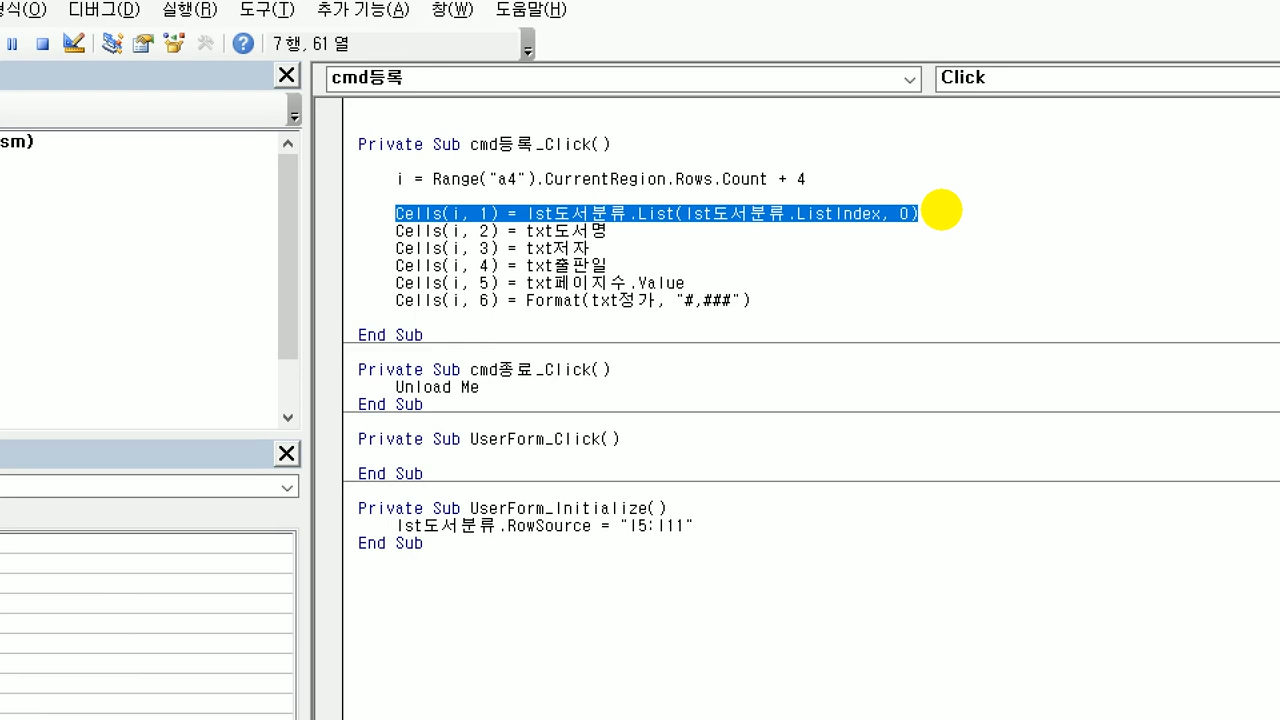 형식(O) 디버그(D) 실행(R) 도구(T) 추가 기능(A) 창(W) 도움말(H)
7 행, 61 열
cmd등록 Click
sm)
Private Sub cmd등록_Click()
i = Range("a4").CurrentRegion.Rows.Count + 4
Cells(i, 1) = lst도서분류.List(lst도서분류.ListIndex, 0)
Cells(i, 2) = txt도서명
Cells(i, 3) = txt저자
Cells(i, 4) = txt출판일
Cells(i, 5) = txt페이지수.Value
Cells(i, 6) = Format(txt정가, "#,###")
End Sub
Private Sub cmd종료_Click()
Unload Me
End Sub
Private Sub UserForm_Click()
End Sub
Private Sub UserForm_Initialize()
lst도서분류.RowSource = "I5:I11"
End Sub